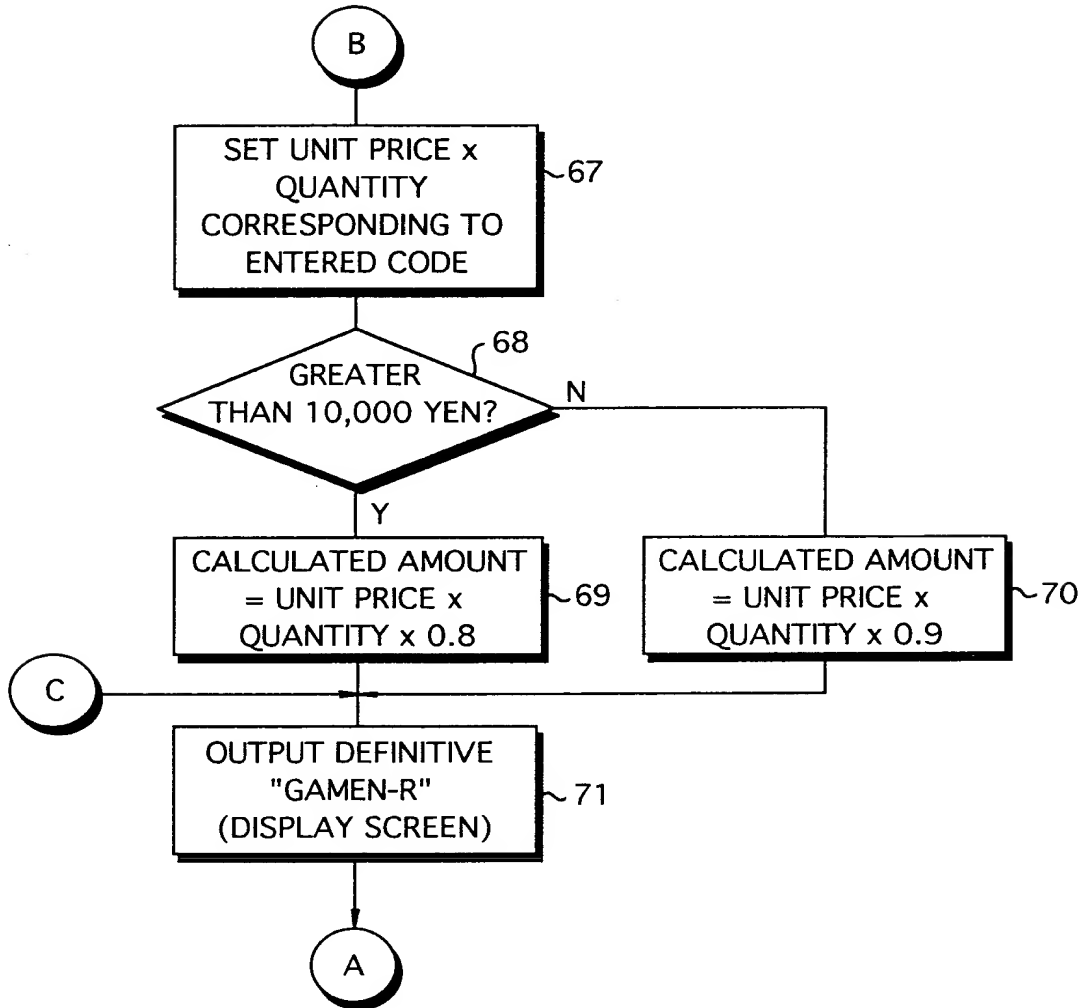 B
SET UNIT PRICE x
QUANTITY
CORRESPONDING TO
ENTERED CODE
67
68
GREATER
THAN 10,000 YEN?
N
Y
CALCULATED AMOUNT
= UNIT PRICE x
QUANTITY x 0.8
69
CALCULATED AMOUNT
= UNIT PRICE x
QUANTITY x 0.9
70
C
OUTPUT DEFINITIVE
"GAMEN-R"
(DISPLAY SCREEN)
71
A